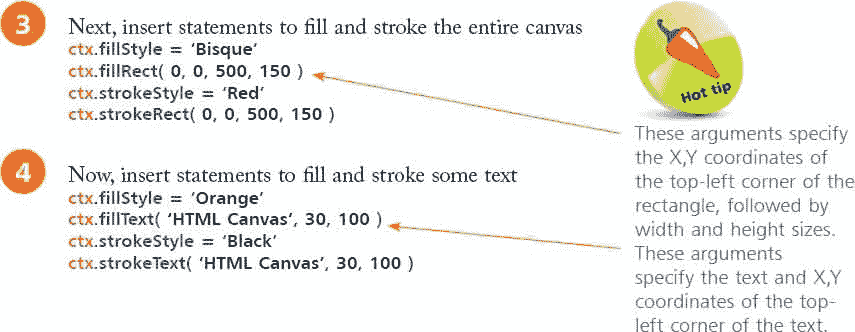 3
Next, insert statements to fill and stroke the entire canvas
ctx.fillStyle = ‘Bisque’
ctx.fillRect( 0, 0, 500, 150 )
ctx.strokeStyle = ‘Red’
ctx.strokeRect( 0, 0, 500, 150 )
4
Now, insert statements to fill and stroke some text
ctx.fillStyle = ‘Orange’
ctx.fillText( ‘HTML Canvas’, 30, 100 )
ctx.strokeStyle = ‘Black’
ctx.strokeText( ‘HTML Canvas’, 30, 100 )
Hot tip
These arguments specify
the X,Y coordinates of
the top-left corner of the
rectangle, followed by
width and height sizes.
These arguments
specify the text and X,Y
coordinates of the top-
left corner of the text.